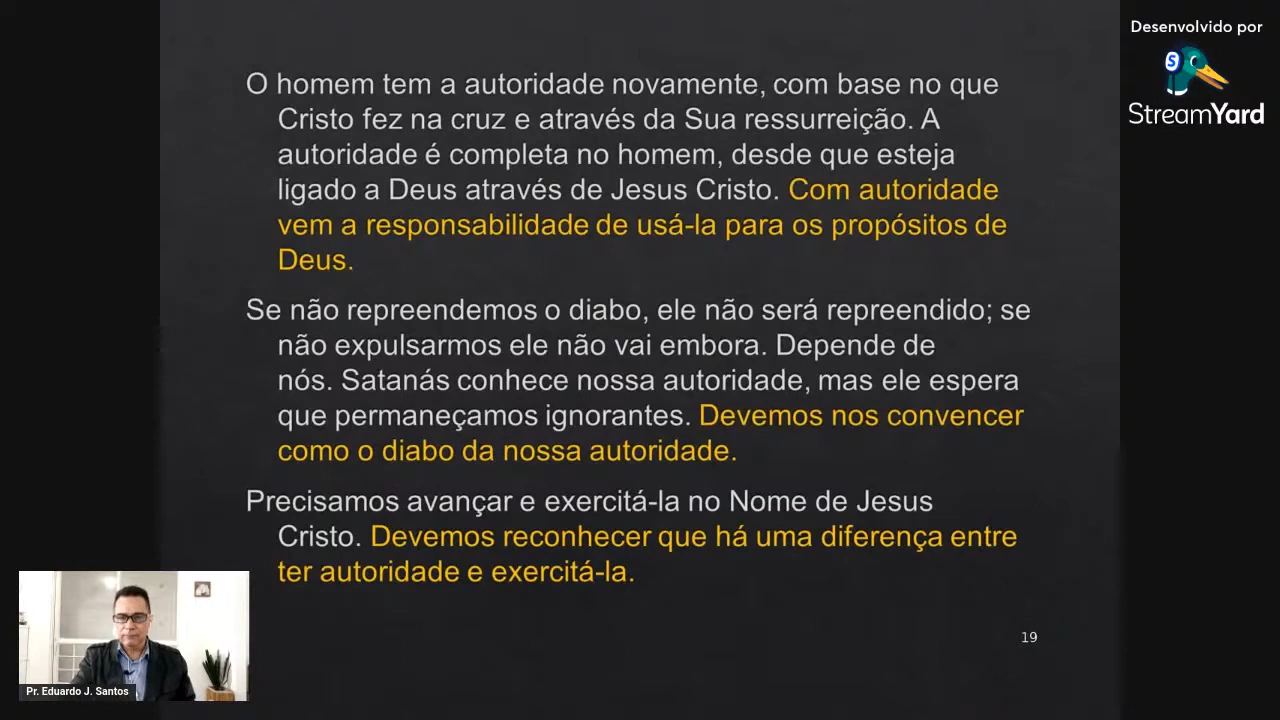 Desenvolvido por
StreamYard
O homem tem a autoridade novamente, com base no que
Cristo fez na cruz e através da Sua ressurreição. A
autoridade é completa no homem, desde que esteja
ligado a Deus através de Jesus Cristo. Com autoridade
vem a responsabilidade de usá-la para os propósitos de
Deus.
Se não repreendemos o diabo, ele não será repreendido; se
não expulsarmos ele não vai embora. Depende de
nós. Satanás conhece nossa autoridade, mas ele espera
que permaneçamos ignorantes. Devemos nos convencer
como o diabo da nossa autoridade.
Precisamos avançar e exercitá-la no Nome de Jesus
Cristo. Devemos reconhecer que há uma diferença entre
ter autoridade e exercitá-la.
19
Pr. Eduardo J. Santos